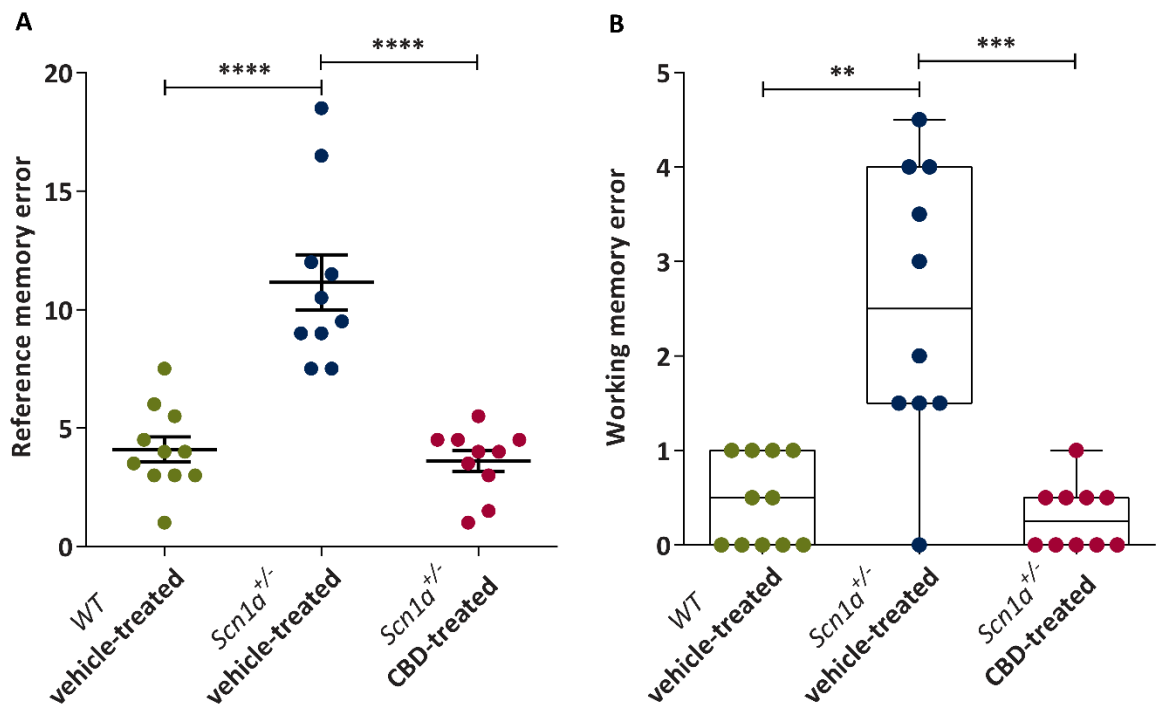 A
****
****
20
15
10
5
0
Reference memory error
WT
vehicle-treated
Scn1a+/-
vehicle-treated
Scn1a+/-
CBD-treated
B
**
***
5
4
3
2
1
0
Working memory error
WT
vehicle-treated
Scn1a+/-
vehicle-treated
Scn1a+/-
CBD-treated